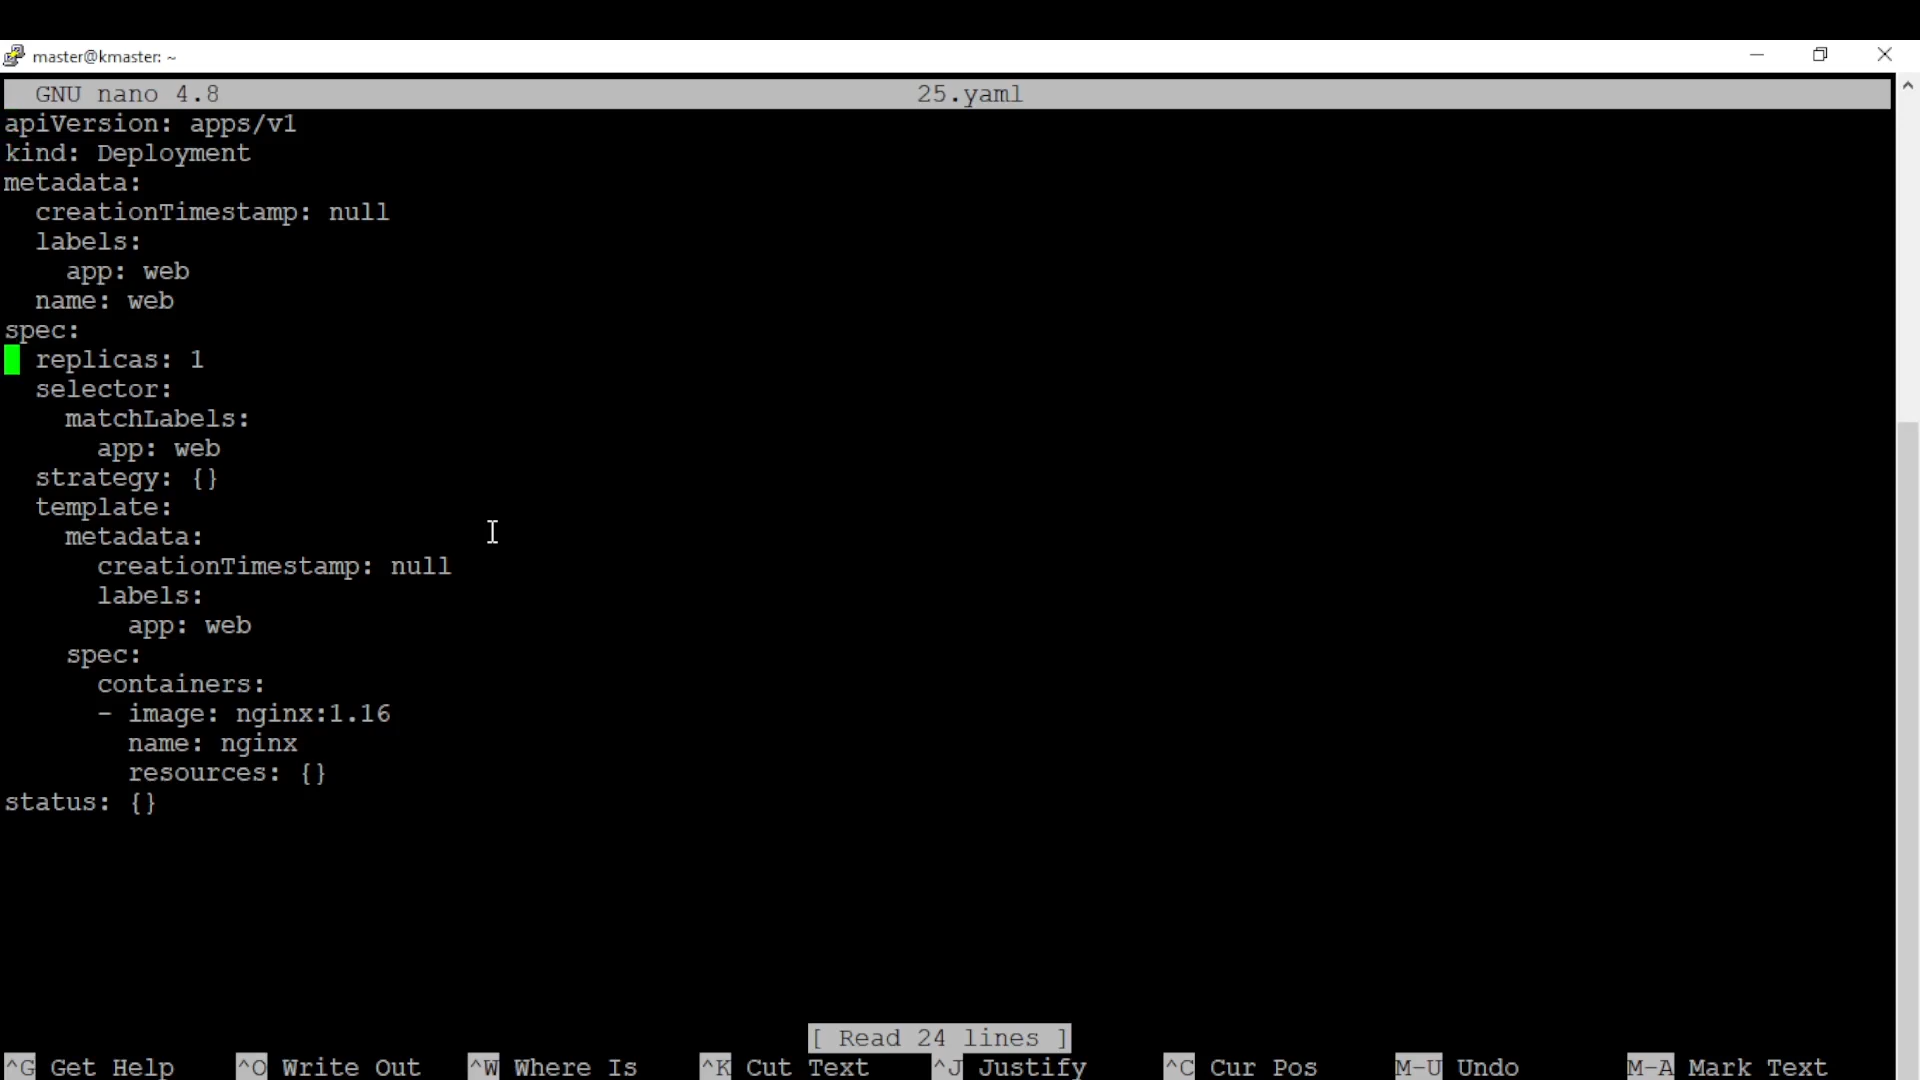 master@kmaster: ~
GNU nano 4.8 25.yaml
apiVersion: apps/v1
kind: Deployment
metadata:
  creationTimestamp: null
  labels:
    app: web
  name: web
spec:
  replicas: 1
  selector:
    matchLabels:
      app: web
  strategy: {}
  template:
    metadata:
      creationTimestamp: null
      labels:
        app: web
    spec:
      containers:
      - image: nginx:1.16
        name: nginx
        resources: {}
status: {}
[ Read 24 lines ]
^G Get Help ^O Write Out ^W Where Is ^K Cut Text ^J Justify ^C Cur Pos M-U Undo M-A Mark Text